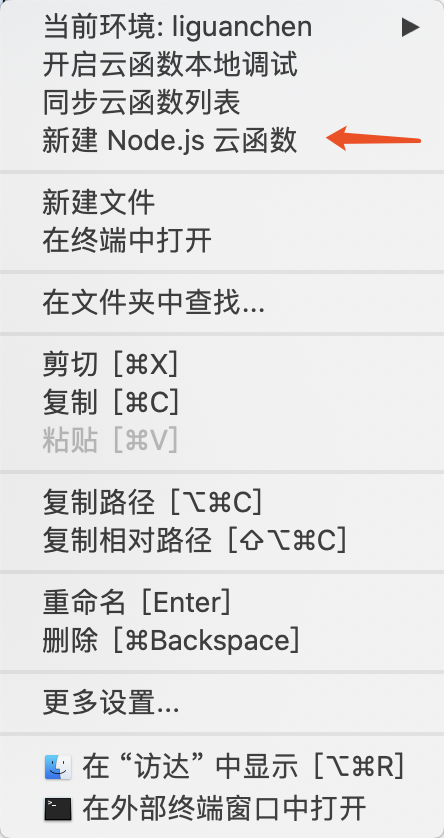 当前环境: liguanchen
开启云函数本地调试
同步云函数列表
新建 Node.js 云函数
新建文件
在终端中打开
在文件夹中查找...
剪切 [⌘X]
复制 [⌘C]
粘贴 [⌘V]
复制路径 [⌥⌘C]
复制相对路径 [⇧⌥⌘C]
重命名 [Enter]
删除 [⌘Backspace]
更多设置...
在 “访达” 中显示 [⌥⌘R]
在外部终端窗口中打开